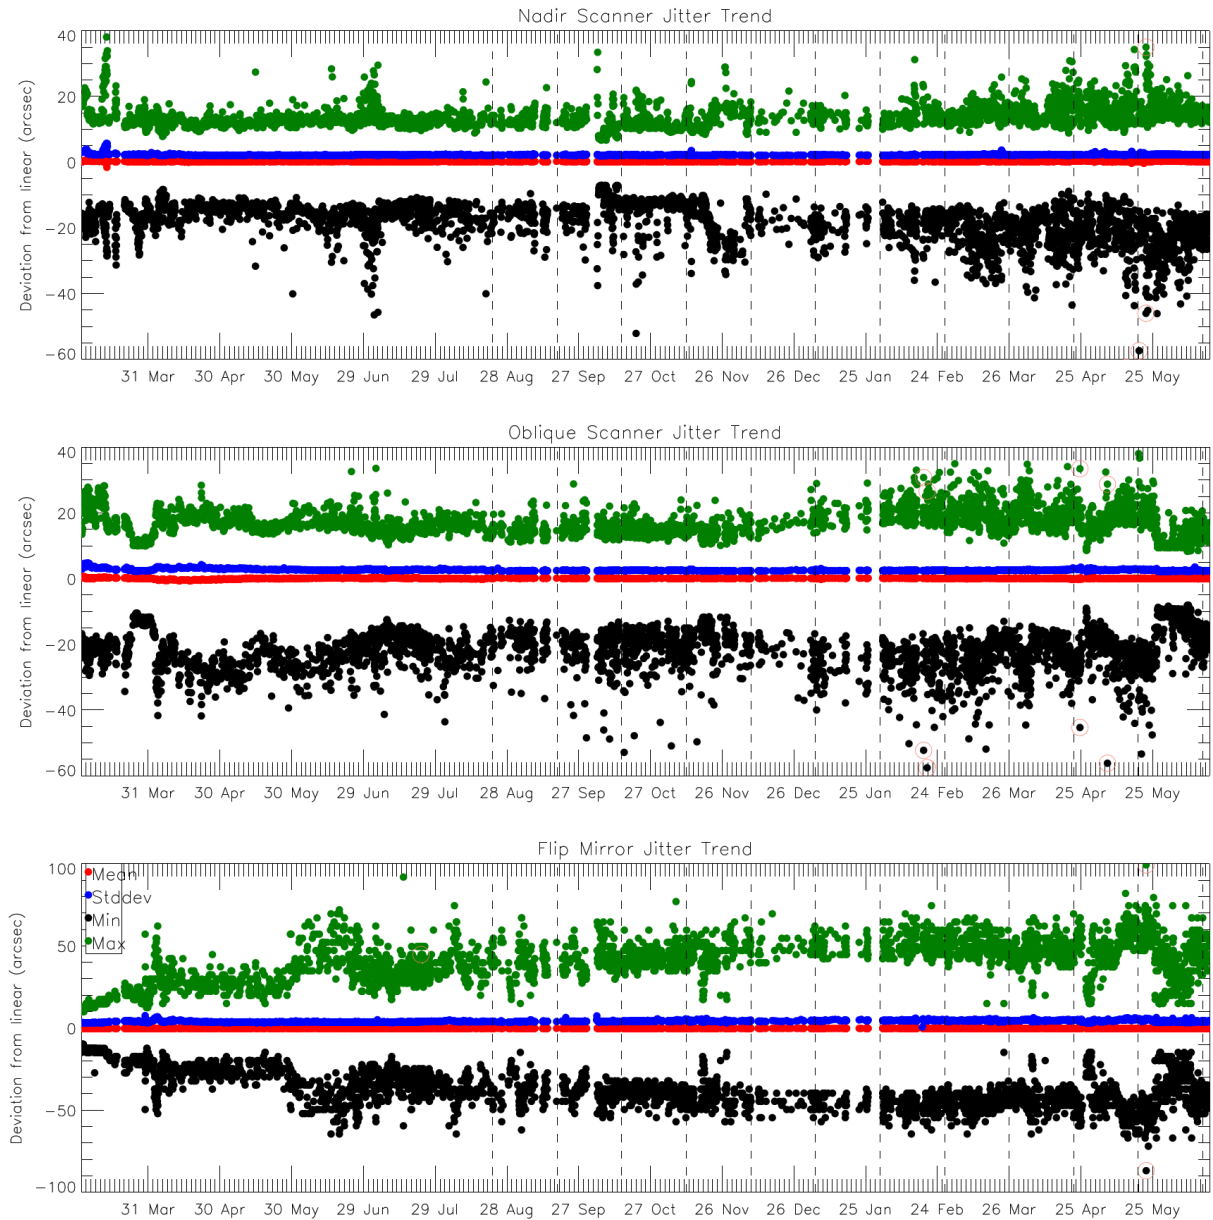 Nadir Scanner Jitter Trend
Deviation from linear (arcsec)
40
20
0
-20
-40
-60
31 Mar 30 Apr 30 May 29 Jun 29 Jul 28 Aug 27 Sep 27 Oct 26 Nov 26 Dec 25 Jan 24 Feb 26 Mar 25 Apr 25 May
Oblique Scanner Jitter Trend
Deviation from linear (arcsec)
40
20
0
-20
-40
-60
31 Mar 30 Apr 30 May 29 Jun 29 Jul 28 Aug 27 Sep 27 Oct 26 Nov 26 Dec 25 Jan 24 Feb 26 Mar 25 Apr 25 May
Flip Mirror Jitter Trend
Deviation from linear (arcsec)
100
50
0
-50
-100
Mean
Stddev
Min
Max
31 Mar 30 Apr 30 May 29 Jun 29 Jul 28 Aug 27 Sep 27 Oct 26 Nov 26 Dec 25 Jan 24 Feb 26 Mar 25 Apr 25 May